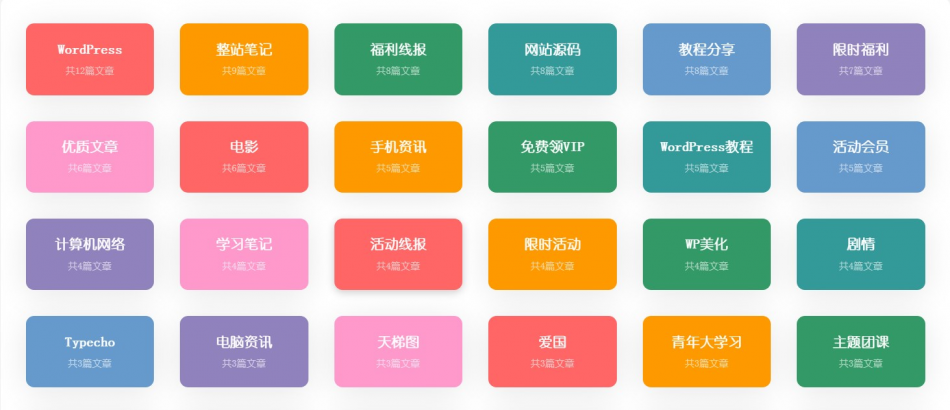 WordPress
共12篇文章
整站笔记
共9篇文章
福利线报
共8篇文章
网站源码
共8篇文章
教程分享
共8篇文章
限时福利
共7篇文章
优质文章
共6篇文章
电影
共6篇文章
手机资讯
共5篇文章
免费领VIP
共5篇文章
WordPress教程
共5篇文章
活动会员
共5篇文章
计算机网络
共4篇文章
学习笔记
共4篇文章
活动线报
共4篇文章
限时活动
共4篇文章
WP美化
共4篇文章
剧情
共4篇文章
Typecho
共3篇文章
电脑资讯
共3篇文章
天梯图
共3篇文章
爱国
共3篇文章
青年大学习
共3篇文章
主题团课
共3篇文章